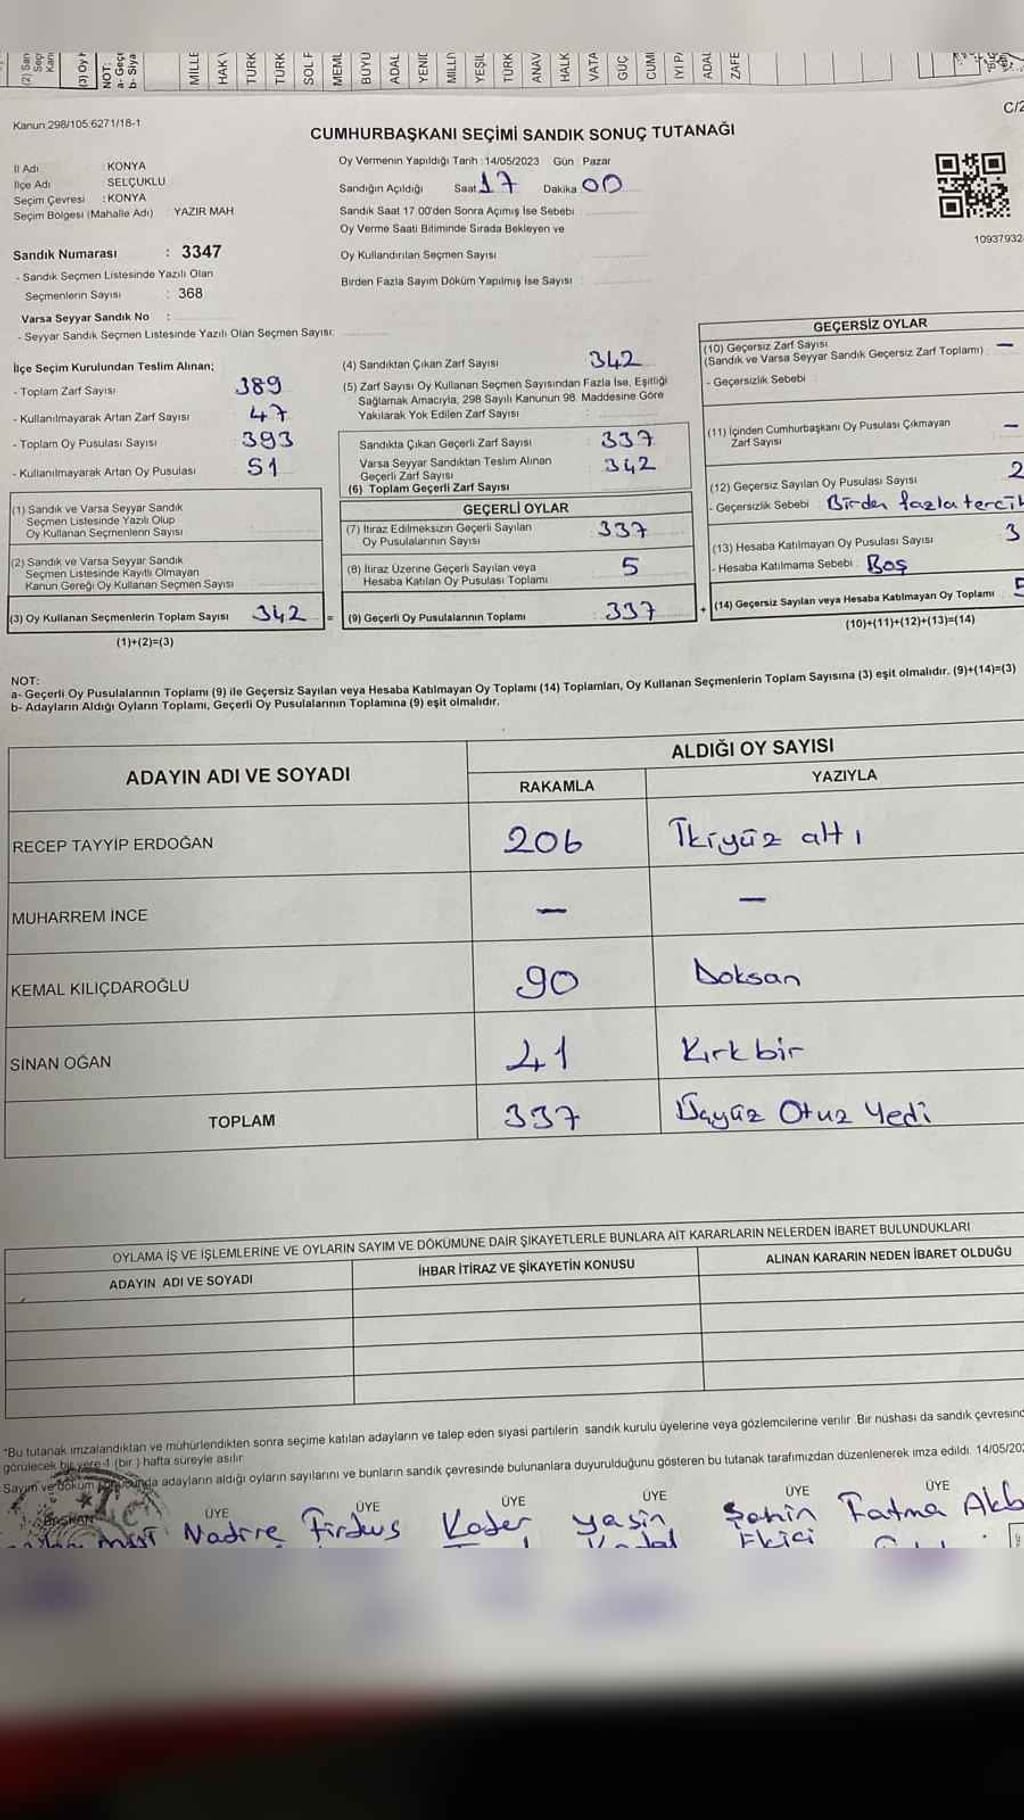 (2) San
Seçr
Kanı
(3) Oy K
NOT:
a- Geçe
b- Siya
MİLLE
HAK
TÜRK
TÜRK
SOL P
MEML
BÜYÜ
ADAL
YENİD
MİLLİ
YEŞİL
TÜRK
ANAV
HALK
VATA
GÜÇ
CUMI
İYİ P
ADAL
ZAFE
Kanun:298/105.6271/18-1
C/2
CUMHURBAŞKANI SEÇİMİ SANDIK SONUÇ TUTANAĞI
İl Adı : KONYA
İlçe Adı : SELÇUKLU
Seçim Çevresi : KONYA
Seçim Bölgesi (Mahalle Adı) YAZIR MAH
Oy Vermenin Yapıldığı Tarih : 14/05/2023 Gün Pazar
Sandığın Açıldığı Saat 17 Dakika 00
Sandık Saat 17 00'den Sonra Açımış İse Sebebi
Oy Verme Saati Bitiminde Sırada Bekleyen ve
Oy Kullandırılan Seçmen Sayısı
Birden Fazla Sayım Döküm Yapılmış İse Sayısı :
10937932
Sandık Numarası : 3347
- Sandık Seçmen Listesinde Yazılı Olan
Seçmenlerin Sayısı : 368
Varsa Seyyar Sandık No :
- Seyyar Sandık Seçmen Listesinde Yazılı Olan Seçmen Sayısı:
İlçe Seçim Kurulundan Teslim Alınan;
- Toplam Zarf Sayısı 389
- Kullanılmayarak Artan Zarf Sayısı 47
- Toplam Oy Pusulası Sayısı 393
- Kullanılmayarak Artan Oy Pusulası 51
(1) Sandık ve Varsa Seyyar Sandık
Seçmen Listesinde Yazılı Olup
Oy Kullanan Seçmenlerin Sayısı
(2) Sandık ve Varsa Seyyar Sandık
Seçmen Listesinde Kayıtlı Olmayan
Kanun Gereği Oy Kullanan Seçmen Sayısı
(3) Oy Kullanan Seçmenlerin Toplam Sayısı 342 =
(1)+(2)=(3)
(4) Sandıktan Çıkan Zarf Sayısı 342
(5) Zarf Sayısı Oy Kullanan Seçmen Sayısından Fazla İse, Eşitliği
Sağlamak Amacıyla, 298 Sayılı Kanunun 98. Maddesine Göre
Yakılarak Yok Edilen Zarf Sayısı :
Sandıkta Çıkan Geçerli Zarf Sayısı 337
Varsa Seyyar Sandıktan Teslim Alınan
Geçerli Zarf Sayısı 342
(6) Toplam Geçerli Zarf Sayısı
GEÇERLİ OYLAR
(7) İtiraz Edilmeksizin Geçerli Sayılan
Oy Pusulalarının Sayısı 337
(8) İtiraz Üzerine Geçerli Sayılan veya
Hesaba Katılan Oy Pusulası Toplamı 5
(9) Geçerli Oy Pusulalarının Toplamı 337 +
GEÇERSİZ OYLAR
(10) Geçersiz Zarf Sayısı
(Sandık ve Varsa Seyyar Sandık Geçersiz Zarf Toplamı) —
- Geçersizlik Sebebi
(11) İçinden Cumhurbaşkanı Oy Pusulası Çıkmayan
Zarf Sayısı —
(12) Geçersiz Sayılan Oy Pusulası Sayısı 2
- Geçersizlik Sebebi Birden fazla tercih
(13) Hesaba Katılmayan Oy Pusulası Sayısı 3
- Hesaba Katılmama Sebebi Boş
(14) Geçersiz Sayılan veya Hesaba Katılmayan Oy Toplamı 5
(10)+(11)+(12)+(13)=(14)
NOT:
a- Geçerli Oy Pusulalarının Toplamı (9) ile Geçersiz Sayılan veya Hesaba Katılmayan Oy Toplamı (14) Toplamları, Oy Kullanan Seçmenlerin Toplam Sayısına (3) eşit olmalıdır. (9)+(14)=(3)
b- Adayların Aldığı Oyların Toplamı, Geçerli Oy Pusulalarının Toplamına (9) eşit olmalıdır.
ADAYIN ADI VE SOYADI
ALDIĞI OY SAYISI
RAKAMLA YAZIYLA
RECEP TAYYİP ERDOĞAN 206 İkiyüz altı
MUHARREM İNCE — —
KEMAL KILIÇDAROĞLU 90 Doksan
SİNAN OĞAN 41 Kırk bir
TOPLAM 337 Üçyüz Otuz Yedi
OYLAMA İŞ VE İŞLEMLERİNE VE OYLARIN SAYIM VE DÖKÜMÜNE DAİR ŞİKAYETLERLE BUNLARA AİT KARARLARIN NELERDEN İBARET BULUNDUKLARI
ADAYIN ADI VE SOYADI İHBAR İTİRAZ VE ŞİKAYETİN KONUSU ALINAN KARARIN NEDEN İBARET OLDUĞU
*Bu tutanak imzalandıktan ve mühürlendikten sonra seçime katılan adayların ve talep eden siyasi partilerin sandık kurulu üyelerine veya gözlemcilerine verilir. Bir nüshası da sandık çevresinde
görülecek bir yere 1 (bir ) hafta süreyle asılır
Sayım ve döküm adayların aldığı oyların sayılarını ve bunların sandık çevresinde bulunanlara duyurulduğunu gösteren bu tutanak tarafımızdan düzenlenerek imza edildi. 14/05/202
BAŞKAN ÜYE ÜYE ÜYE ÜYE ÜYE ÜYE
Nadire Firdevs Kader Yasin Şahin Fatma Akb
Ekici